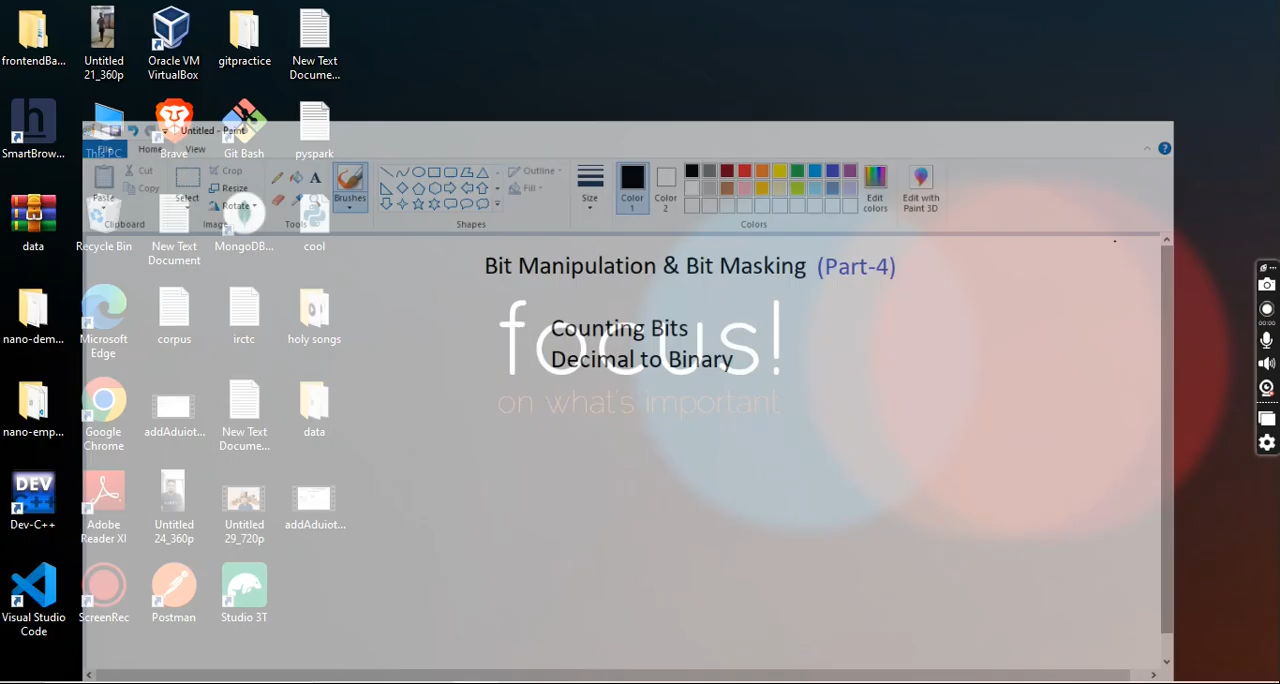 frontendBa...
Untitled 21_360p
Oracle VM VirtualBox
gitpractice
New Text Docume...
h
SmartBrow...
This PC
Brave
Git Bash
pyspark
data
Recycle Bin
New Text Document
MongoDB...
cool
nano-dem...
Microsoft Edge
corpus
irctc
holy songs
nano-emp...
Google Chrome
addAduiot...
New Text Docume...
data
DEV C++
Dev-C++
Adobe Reader XI
Untitled 24_360p
Untitled 29_720p
addAduiot...
Visual Studio Code
ScreenRec
Postman
Studio 3T
Untitled - Paint
File
Home
View
Cut
Copy
Clipboard
Select
Crop
Resize
Rotate
Image
A
Tools
Brushes
Outline
Fill
Shapes
Size
Color 1
Color 2
Edit colors
Edit with Paint 3D
Colors
Bit Manipulation & Bit Masking (Part-4)
Counting Bits
Decimal to Binary
focus!
on what's important
00:00